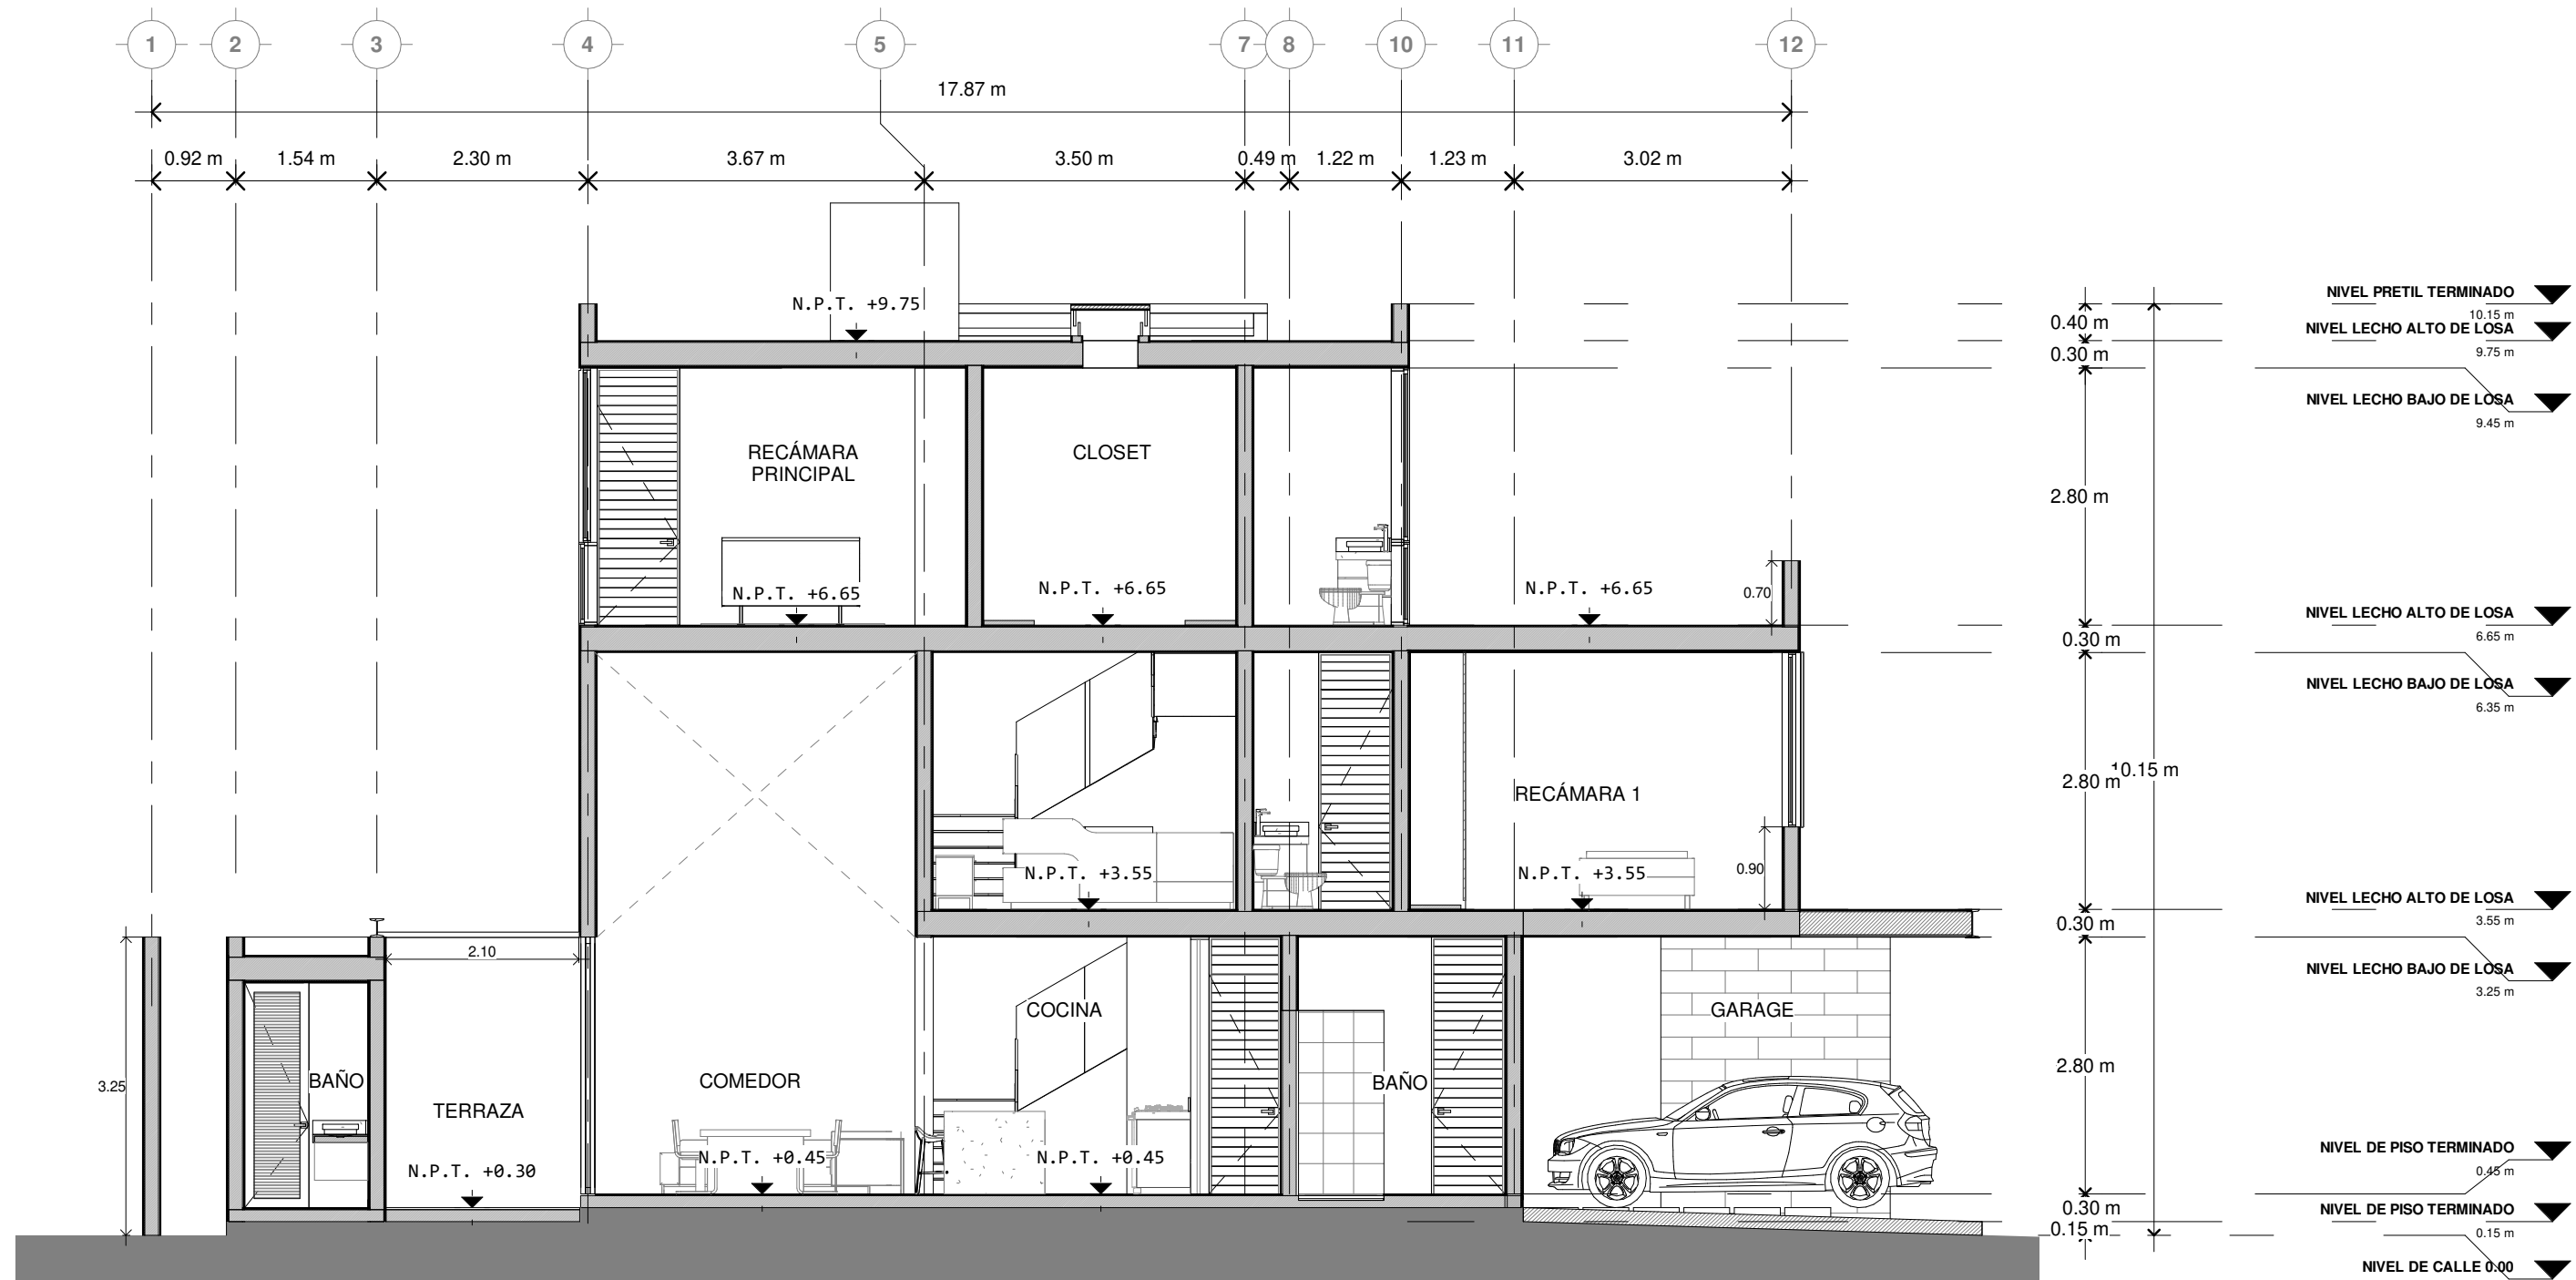 1 2 3 4 5 7 8 10 11 12
17.87 m
0.92 m 1.54 m 2.30 m 3.67 m 3.50 m 0.49 m 1.22 m 1.23 m 3.02 m
NIVEL PRETIL TERMINADO
10.15 m
N.P.T. +9.75
0.40 m
NIVEL LECHO ALTO DE LOSA
9.75 m
0.30 m
NIVEL LECHO BAJO DE LOSA
9.45 m
RECÁMARA
PRINCIPAL
CLOSET
2.80 m
N.P.T. +6.65
N.P.T. +6.65
N.P.T. +6.65
0.70
NIVEL LECHO ALTO DE LOSA
6.65 m
0.30 m
NIVEL LECHO BAJO DE LOSA
6.35 m
10.15 m
2.80 m
RECÁMARA 1
N.P.T. +3.55
N.P.T. +3.55
0.90
NIVEL LECHO ALTO DE LOSA
3.55 m
0.30 m
2.10
NIVEL LECHO BAJO DE LOSA
3.25 m
COCINA
GARAGE
2.80 m
3.25
BAÑO
COMEDOR
BAÑO
TERRAZA
N.P.T. +0.30
N.P.T. +0.45
N.P.T. +0.45
NIVEL DE PISO TERMINADO
0.45 m
0.30 m
NIVEL DE PISO TERMINADO
0.15 m
0.15 m
NIVEL DE CALLE 0.00